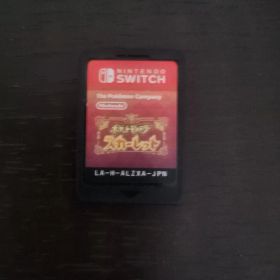 NINTENDO
SWITCH
The Pokémon Company
Nintendo
ポケットモンスター
スカーレット
LA-H-ALZXA-JPN